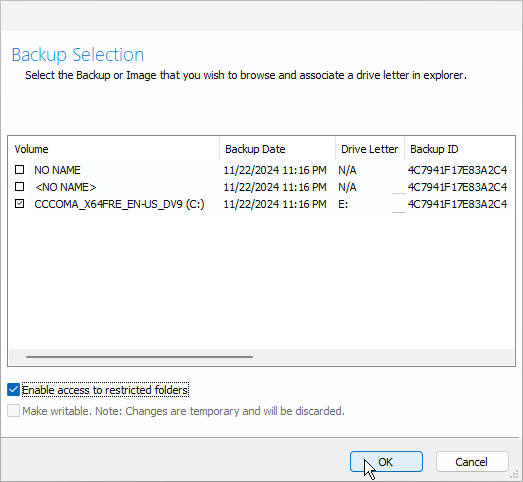 Backup Selection
Select the Backup or Image that you wish to browse and associate a drive letter in explorer.
Volume Backup Date Drive Letter Backup ID
NO NAME 11/22/2024 11:16 PM N/A 4C7941F17E83A2C4
<NO NAME> 11/22/2024 11:16 PM N/A 4C7941F17E83A2C4
CCCOMA_X64FRE_EN-US_DV9 (C:) 11/22/2024 11:16 PM E: 4C7941F17E83A2C4
Enable access to restricted folders
Make writable. Note: Changes are temporary and will be discarded.
OK Cancel